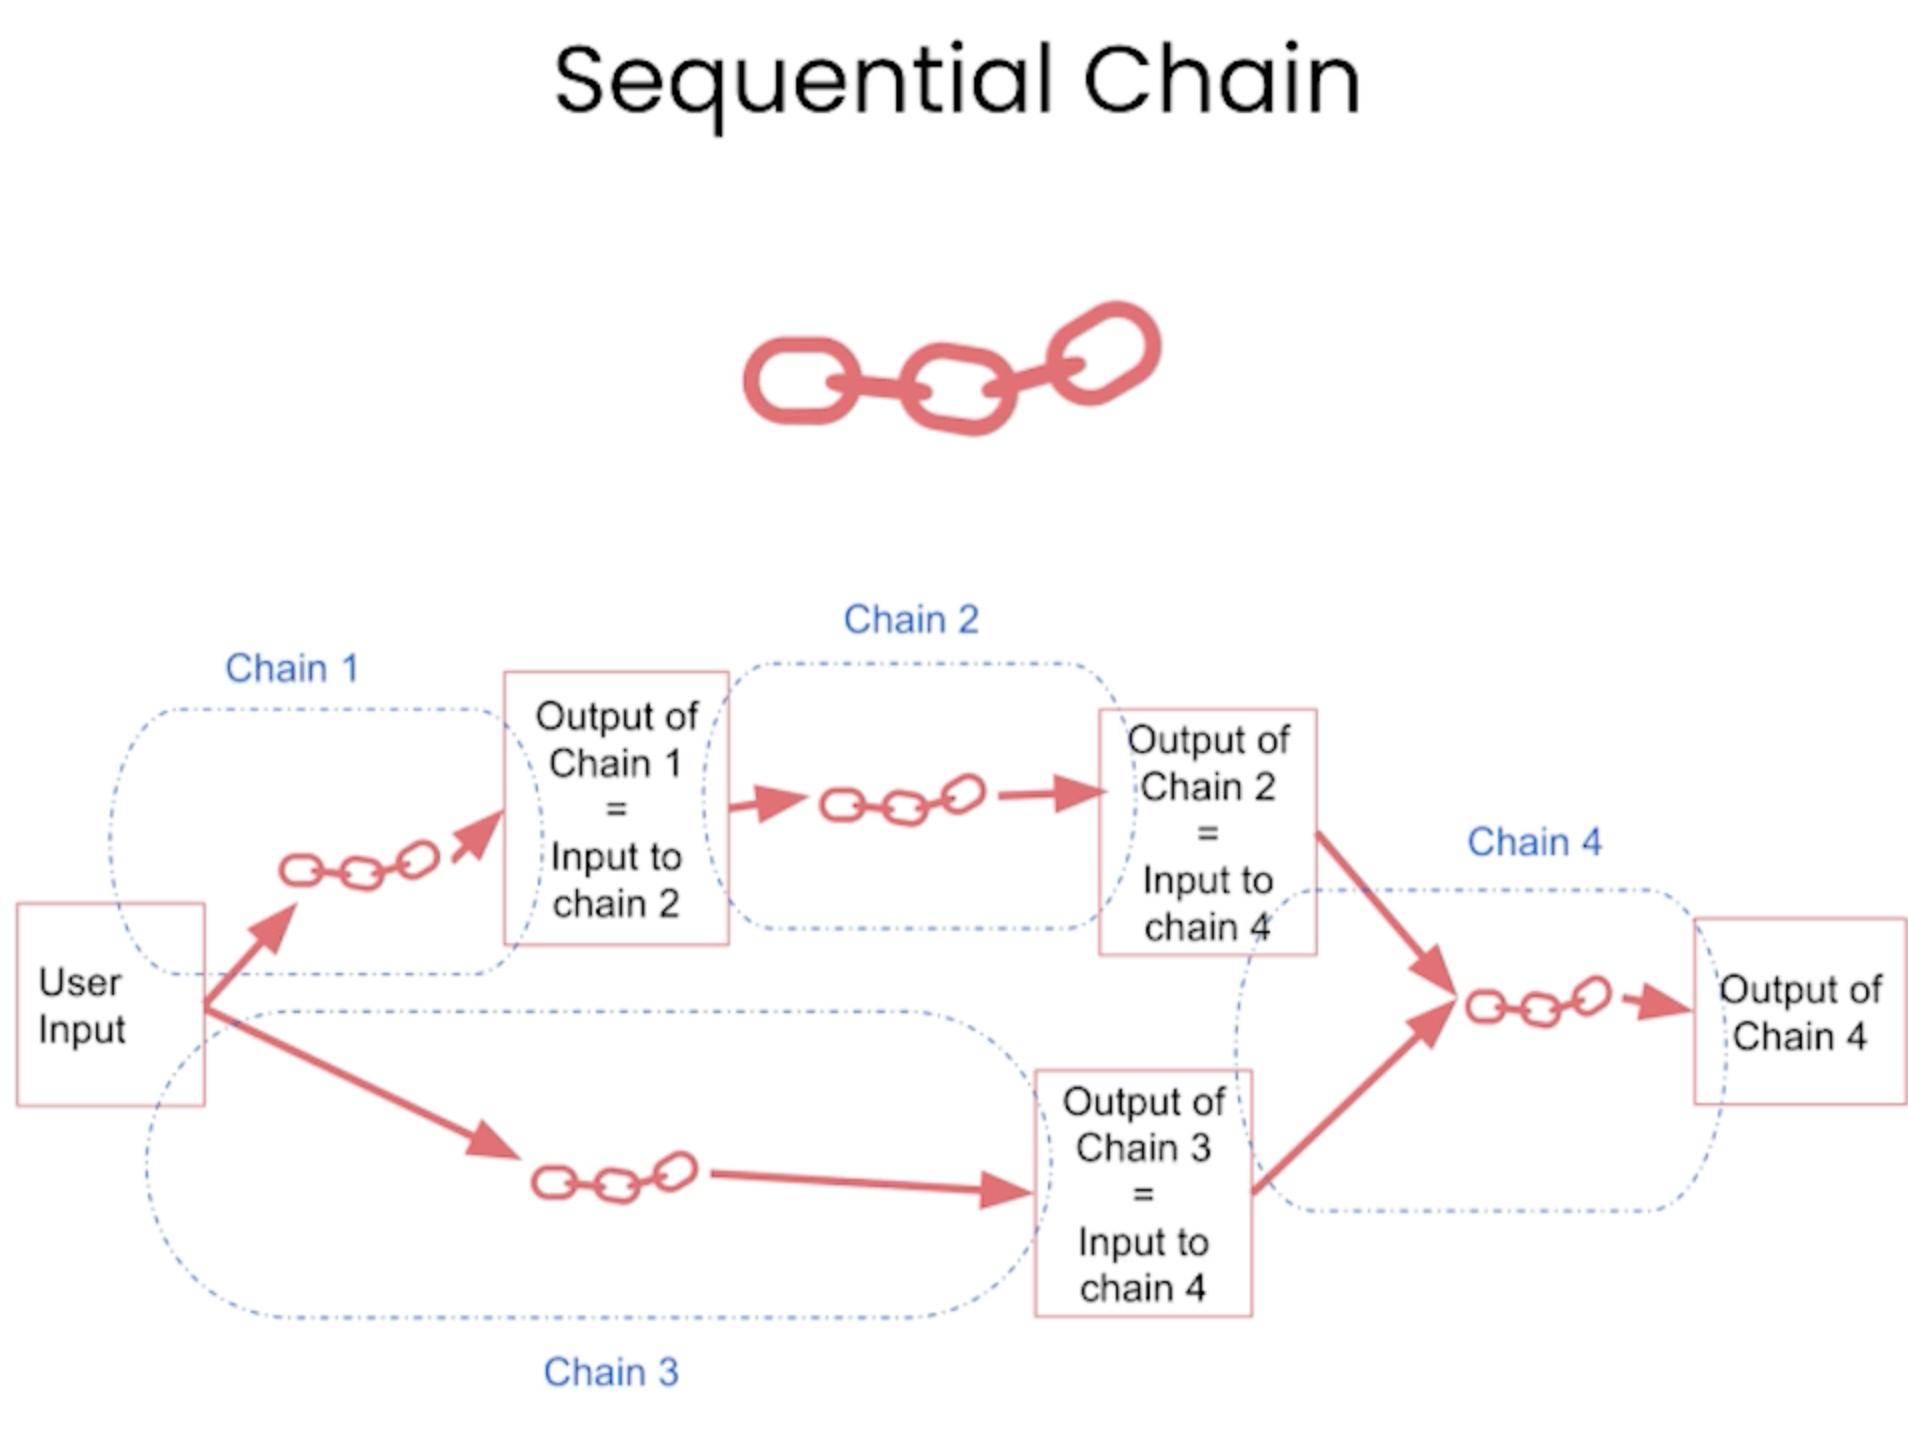 Sequential Chain
Chain 1
Chain 2
Output of
Chain 1
=
Input to
chain 2
Output of
Chain 2
=
Input to
chain 4
Chain 4
User
Input
Output of
Chain 4
Output of
Chain 3
=
Input to
chain 4
Chain 3